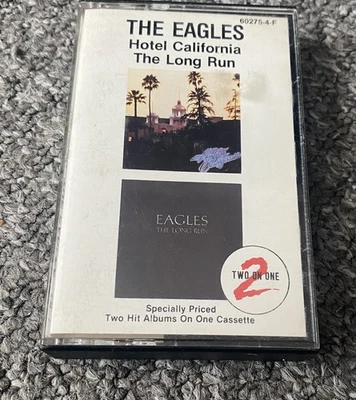 60275-4-F
THE EAGLES
Hotel California
The Long Run
EAGLES
THE LONG RUN
2
TWO ON ONE
Specially Priced
Two Hit Albums On One Cassette